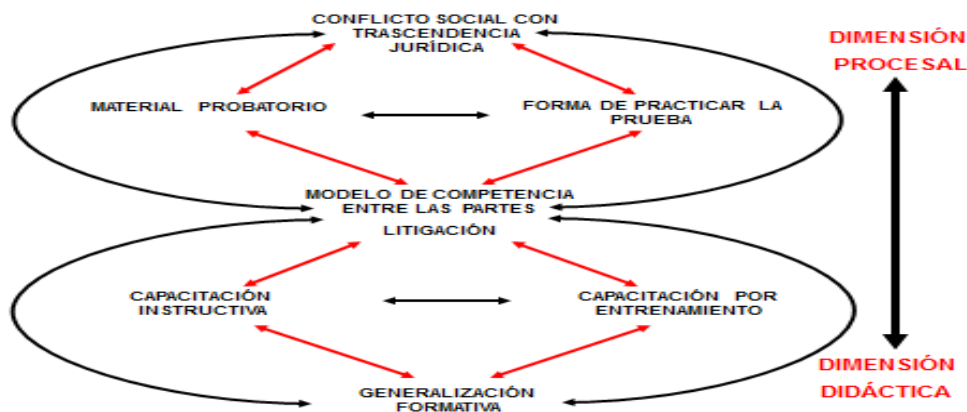 CONFLICTO SOCIAL CON
TRASCENDENCIA
JURÍDICA
DIMENSIÓN
PROCESAL
MATERIAL PROBATORIO
FORMA DE PRACTICAR LA
PRUEBA
MODELO DE COMPETENCIA
ENTRE LAS PARTES
LITIGACIÓN
CAPACITACIÓN
INSTRUCTIVA
CAPACITACIÓN POR
ENTRENAMIENTO
GENERALIZACIÓN
FORMATIVA
DIMENSIÓN
DIDÁCTICA